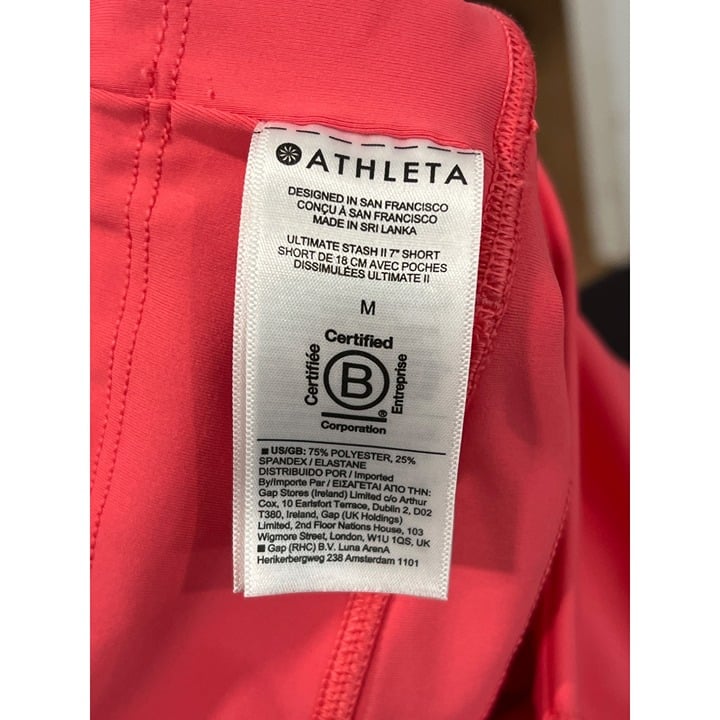 ATHLETA
DESIGNED IN SAN FRANCISCO
CONÇU À SAN FRANCISCO
MADE IN SRI LANKA
ULTIMATE STASH II 7" SHORT
SHORT DE 18 CM AVEC POCHES
DISSIMULÉES ULTIMATE II
M
Certified
Certifiée
B
Entreprise
®
Corporation
■ US/GB: 75% POLYESTER, 25%
SPANDEX / ELASTANE
DISTRIBUIDO POR / Imported
By/Importe Par / ΕΙΣΑΓΕΤΑΙ ΑΠΟ ΤΗΝ:
Gap Stores (Ireland) Limited c/o Arthur
Cox, 10 Earlsfort Terrace, Dublin 2, D02
T380, Ireland, Gap (UK Holdings)
Limited, 2nd Floor Nations House, 103
Wigmore Street, London, W1U 1QS, UK
■ Gap (RHC) B.V. Luna ArenA
Herikerbergweg 238 Amsterdam 1101